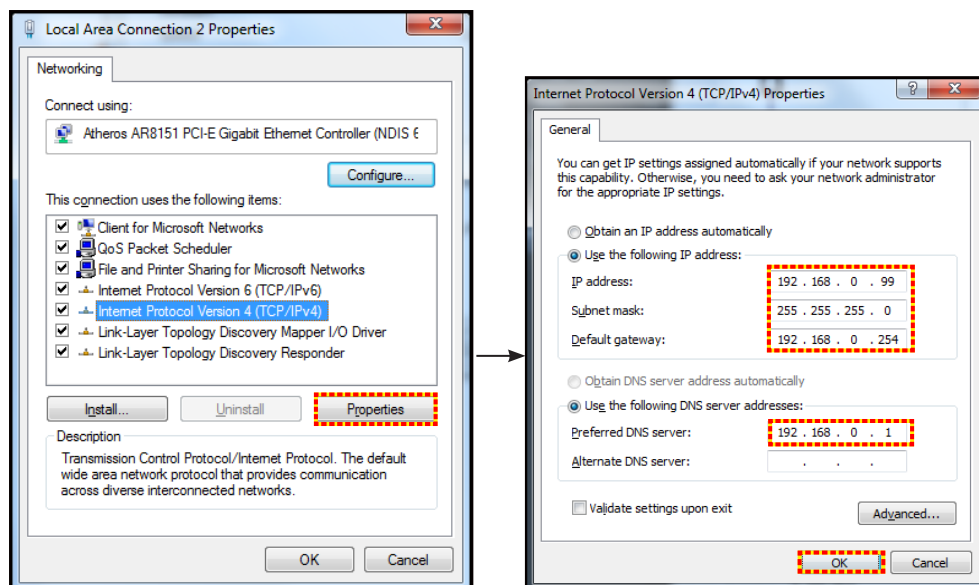 Local Area Connection 2 Properties
Networking
Connect using:
Atheros AR8151 PCI-E Gigabit Ethernet Controller (NDIS 6
Configure...
This connection uses the following items:
Client for Microsoft Networks
QoS Packet Scheduler
File and Printer Sharing for Microsoft Networks
Internet Protocol Version 6 (TCP/IPv6)
Internet Protocol Version 4 (TCP/IPv4)
Link-Layer Topology Discovery Mapper I/O Driver
Link-Layer Topology Discovery Responder
Install...
Uninstall
Properties
Description
Transmission Control Protocol/Internet Protocol. The default
wide area network protocol that provides communication
across diverse interconnected networks.
OK
Cancel
Internet Protocol Version 4 (TCP/IPv4) Properties
General
You can get IP settings assigned automatically if your network supports
this capability. Otherwise, you need to ask your network administrator
for the appropriate IP settings.
Obtain an IP address automatically
Use the following IP address:
IP address: 192 . 168 . 0 . 99
Subnet mask: 255 . 255 . 255 . 0
Default gateway: 192 . 168 . 0 . 254
Obtain DNS server address automatically
Use the following DNS server addresses:
Preferred DNS server: 192 . 168 . 0 . 1
Alternate DNS server: . . .
Validate settings upon exit
Advanced...
OK
Cancel